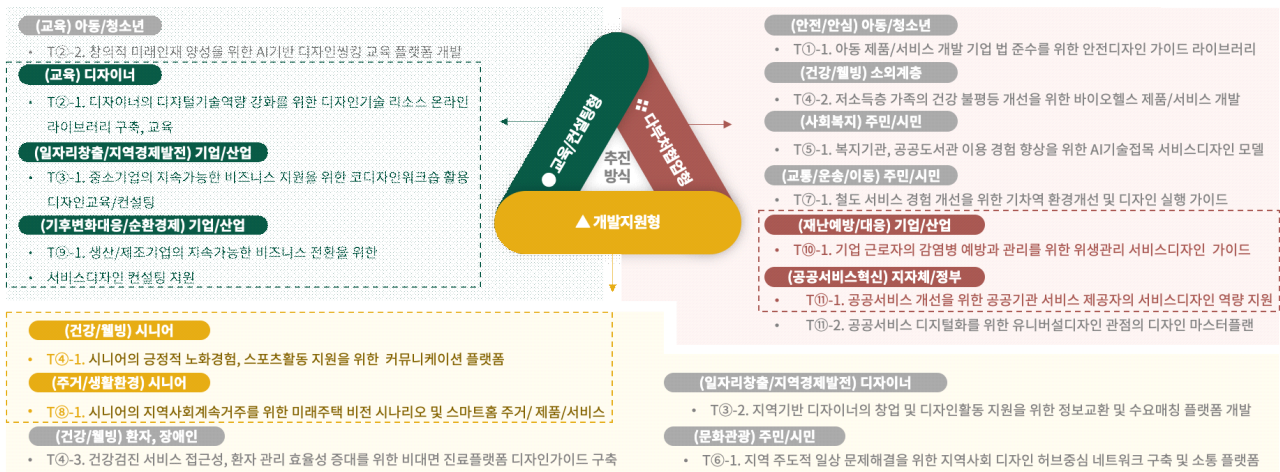 (교육) 아동/청소년
• T②-2. 창의적 미래인재 양성을 위한 AI기반 디자인씽킹 교육 플랫폼 개발
(교육) 디자이너
• T②-1. 디자이너의 디지털기술역량 강화를 위한 디자인기술 리소스 온라인
라이브러리 구축, 교육
(일자리창출/지역경제발전) 기업/산업
• T③-1. 중소기업의 지속가능한 비즈니스 지원을 위한 코디자인워크숍 활용
디자인교육/컨설팅
(기후변화대응/순환경제) 기업/산업
• T⑨-1. 생산/제조기업의 지속가능한 비즈니스 전환을 위한
• 서비스디자인 컨설팅 지원
● 교육/컨설팅형
다부처협업형
추진
방식
▲ 개발지원형
(안전/안심) 아동/청소년
• T①-1. 아동 제품/서비스 개발 기업 법 준수를 위한 안전디자인 가이드 라이브러리
(건강/웰빙) 소외계층
• T④-2. 저소득층 가족의 건강 불평등 개선을 위한 바이오헬스 제품/서비스 개발
(사회복지) 주민/시민
• T⑤-1. 복지기관, 공공도서관 이용 경험 향상을 위한 AI기술접목 서비스디자인 모델
(교통/운송/이동) 주민/시민
• T⑦-1. 철도 서비스 경험 개선을 위한 기차역 환경개선 및 디자인 실행 가이드
(재난예방/대응) 기업/산업
• T⑩-1. 기업 근로자의 감염병 예방과 관리를 위한 위생관리 서비스디자인 가이드
(공공서비스혁신) 지자체/정부
• T⑪-1. 공공서비스 개선을 위한 공공기관 서비스 제공자의 서비스디자인 역량 지원
• T⑪-2. 공공서비스 디지털화를 위한 유니버설디자인 관점의 디자인 마스터플랜
(건강/웰빙) 시니어
• T④-1. 시니어의 긍정적 노화경험, 스포츠활동 지원을 위한 커뮤니케이션 플랫폼
(주거/생활환경) 시니어
• T⑧-1. 시니어의 지역사회계속거주를 위한 미래주택 비전 시나리오 및 스마트홈 주거/ 제품/서비스
(건강/웰빙) 환자, 장애인
• T④-3. 건강검진 서비스 접근성, 환자 관리 효율성 증대를 위한 비대면 진료플랫폼 디자인가이드 구축
(일자리창출/지역경제발전) 디자이너
• T③-2. 지역기반 디자이너의 창업 및 디자인활동 지원을 위한 정보교환 및 수요매칭 플랫폼 개발
(문화관광) 주민/시민
• T⑥-1. 지역 주도적 일상 문제해결을 위한 지역사회 디자인 허브중심 네트워크 구축 및 소통 플랫폼